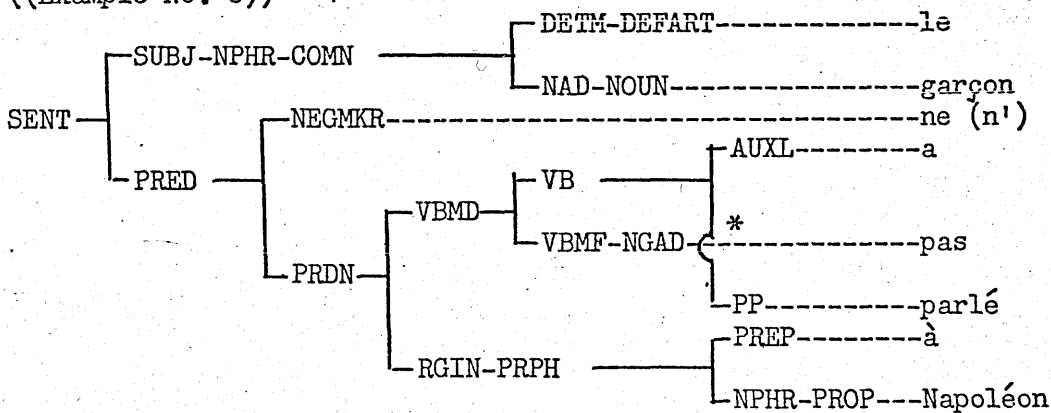 ((Example No. 8))
DETM-DEFART----------------le
SUBJ-NPHR-COMN
NAD-NOUN-------------------garçon
SENT
NEGMKR----------------------------------------ne (n')
AUXL--------a
PRED
VB
VBMD
*
VBMF-NGAD---------------pas
PRDN
PP--------parlé
PREP--------à
RGIN-PRPH
NPHR-PROP---Napoléon